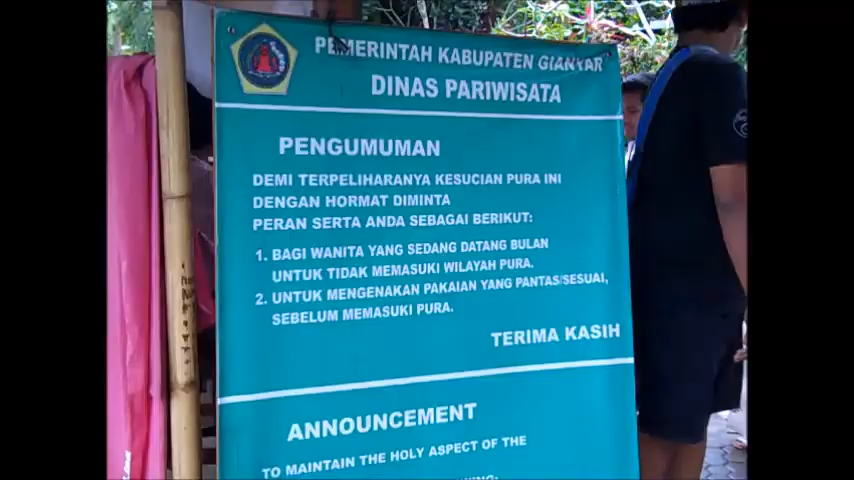 PEMERINTAH KABUPATEN GIANYAR
DINAS PARIWISATA
PENGUMUMAN
DEMI TERPELIHARANYA KESUCIAN PURA INI
DENGAN HORMAT DIMINTA
PERAN SERTA ANDA SEBAGAI BERIKUT:
1. BAGI WANITA YANG SEDANG DATANG BULAN
UNTUK TIDAK MEMASUKI WILAYAH PURA.
2. UNTUK MENGENAKAN PAKAIAN YANG PANTAS/SESUAI,
SEBELUM MEMASUKI PURA.
TERIMA KASIH
ANNOUNCEMENT
TO MAINTAIN THE HOLY ASPECT OF THE